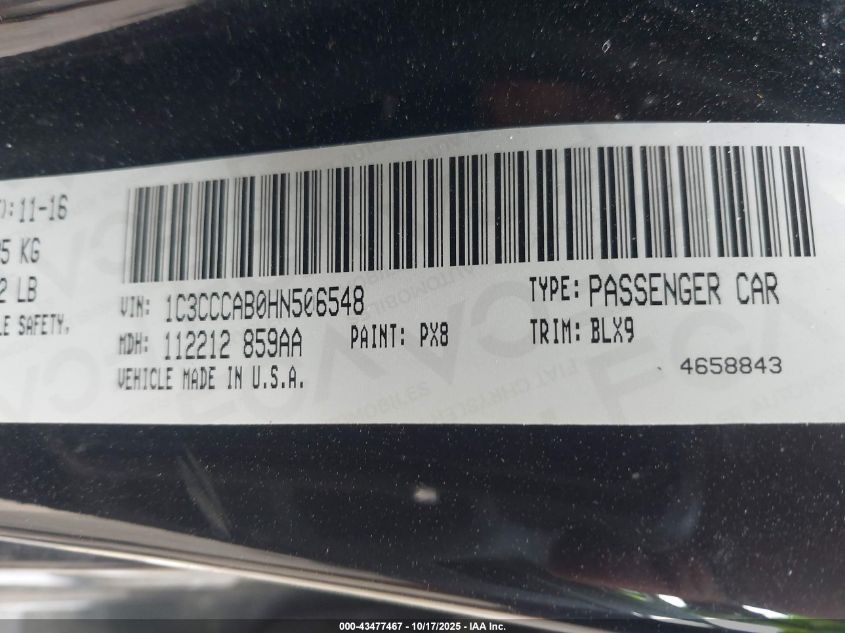 D: 11-16
5 KG
2 LB
LE SAFETY,
VIN: 1C3CCCAB0HN506548
TYPE: PASSENGER CAR
MDH: 112212 859AA
PAINT: PX8
TRIM: BLX9
VEHICLE MADE IN U.S.A.
4658843
000-43477467 - 10/17/2025 - IAA Inc.